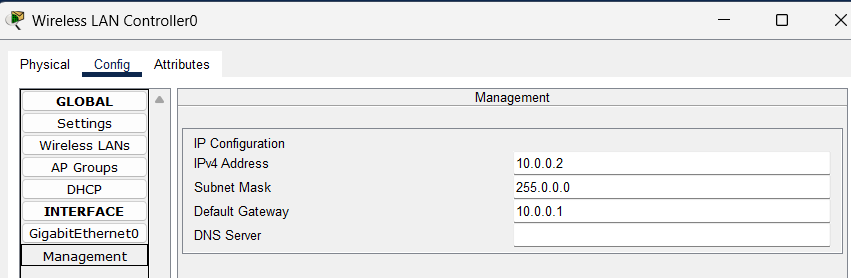 Wireless LAN Controller0
Physical Config Attributes
GLOBAL
Settings
Wireless LANs
AP Groups
DHCP
INTERFACE
GigabitEthernet0
Management
Management
IP Configuration
IPv4 Address 10.0.0.2
Subnet Mask 255.0.0.0
Default Gateway 10.0.0.1
DNS Server